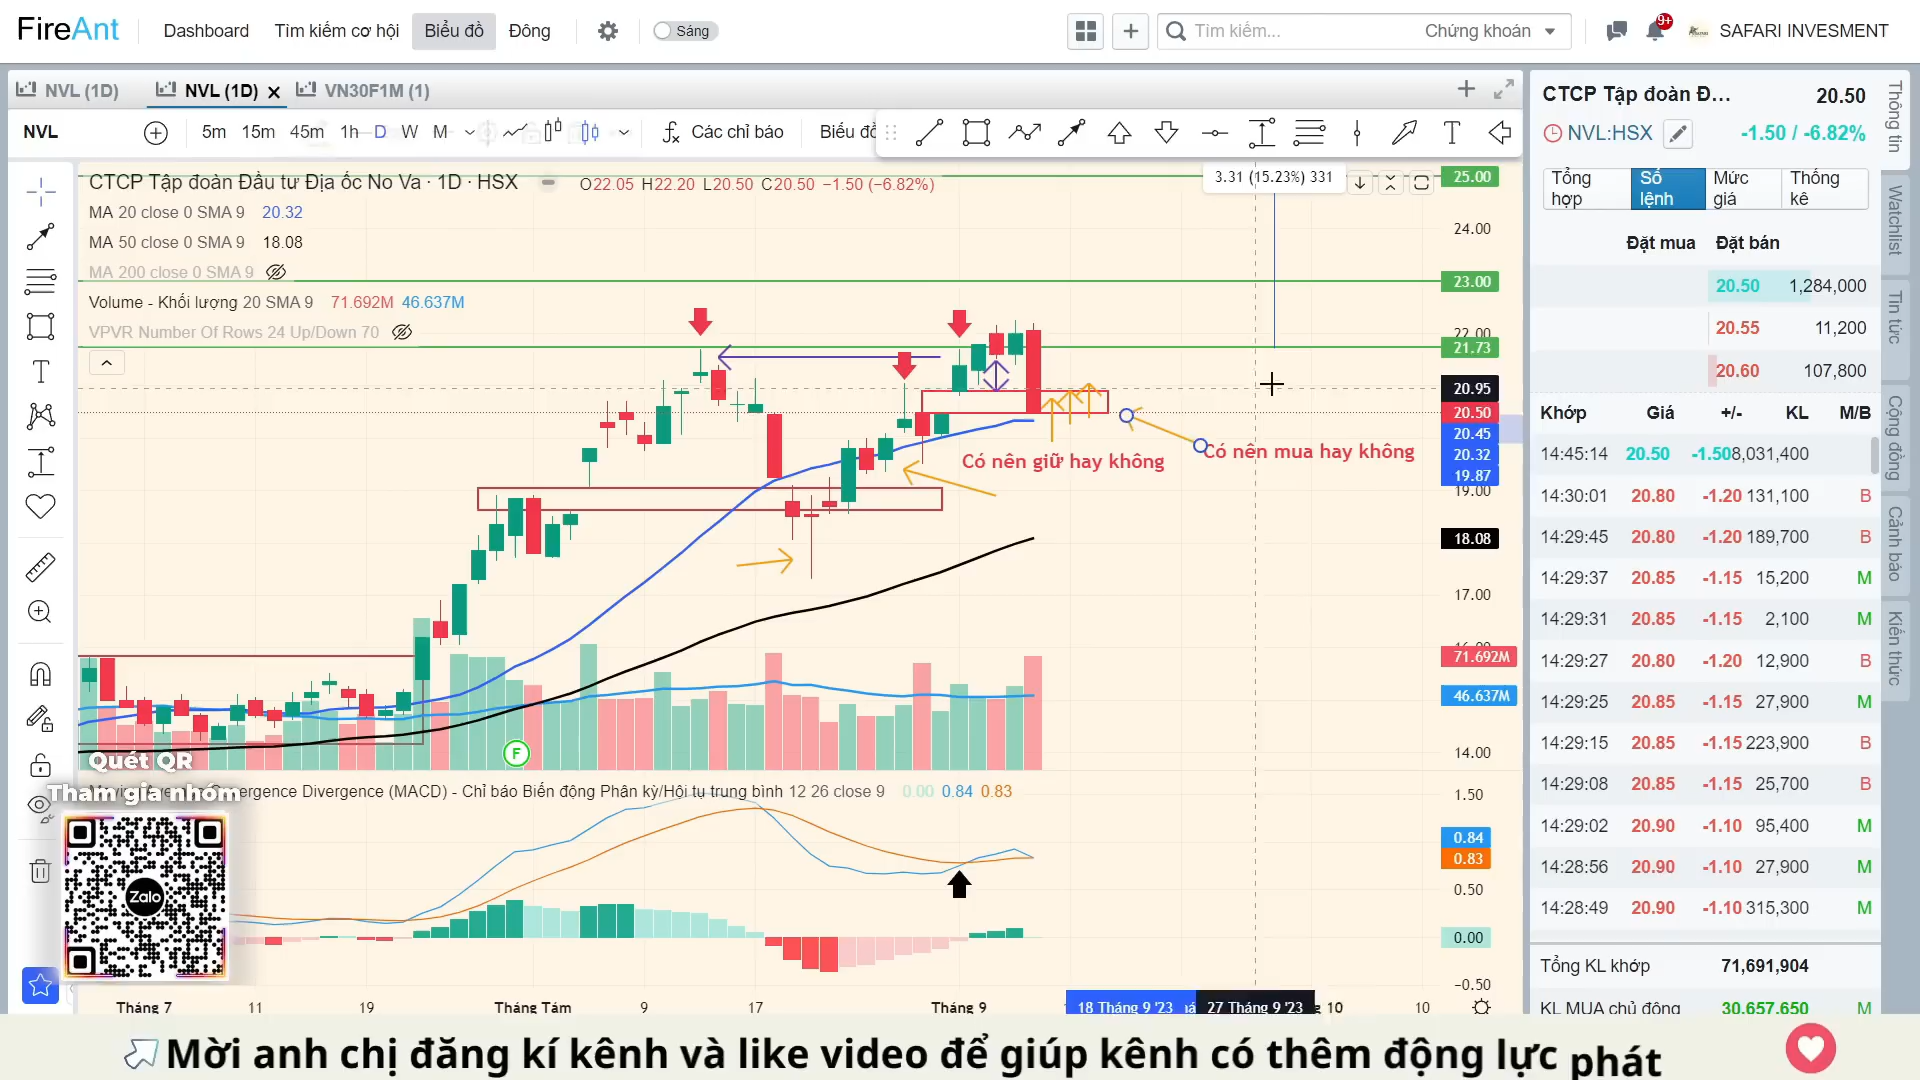 FireAnt Dashboard Tìm kiếm cơ hội Biểu đồ Đông Sáng Tìm kiếm... Chứng khoán 9+ SAFARI INVESMENT
NVL (1D) NVL (1D) VN30F1M (1)
NVL 5m 15m 45m 1h D W M Các chỉ báo Biểu đồ
CTCP Tập đoàn Đầu tư Địa ốc No Va · 1D · HSX O22.05 H22.20 L20.50 C20.50 −1.50 (−6.82%)
MA 20 close 0 SMA 9 20.32
MA 50 close 0 SMA 9 18.08
MA 200 close 0 SMA 9
Volume - Khối lượng 20 SMA 9 71.692M 46.637M
VPVR Number Of Rows 24 Up/Down 70
3.31 (15.23%) 331
Có nên giữ hay không
Có nên mua hay không
25.00
24.00
23.00
22.00
21.73
20.95
20.50
20.45
20.32
19.87
19.00
18.08
17.00
71.692M
46.637M
14.00
F
Divergence (MACD) - Chỉ báo Biến động Phân kỳ/Hội tụ trung bình 12 26 close 9 0.00 0.84 0.83
1.50
0.84
0.83
0.50
0.00
−0.50
Tháng 7 11 19 Tháng Tám 9 17 Tháng 9 18 Tháng 9 '23 27 Tháng 9 '23 10 10
Quét QR
Tham gia nhóm
Zalo
CTCP Tập đoàn Đ... 20.50
NVL:HSX -1.50 / -6.82%
Tổng hợp Sổ lệnh Mức giá Thống kê
Đặt mua Đặt bán
20.50 1,284,000
20.55 11,200
20.60 107,800
Khớp Giá +/- KL M/B
14:45:14 20.50 -1.50 8,031,400
14:30:01 20.80 -1.20 131,100 B
14:29:45 20.80 -1.20 189,700 B
14:29:37 20.85 -1.15 15,200 M
14:29:31 20.85 -1.15 2,100 M
14:29:27 20.80 -1.20 12,900 B
14:29:25 20.85 -1.15 27,900 M
14:29:15 20.85 -1.15 223,900 B
14:29:08 20.85 -1.15 25,700 B
14:29:02 20.90 -1.10 95,400 M
14:28:56 20.90 -1.10 27,900 M
14:28:49 20.90 -1.10 315,300 M
Tổng KL khớp 71,691,904
KL MUA chủ động 30,657,650 M
Thông tin
Watchlist
Tin tức
Cộng đồng
Cảnh báo
Kiến thức
Mời anh chị đăng kí kênh và like video để giúp kênh có thêm động lực phát